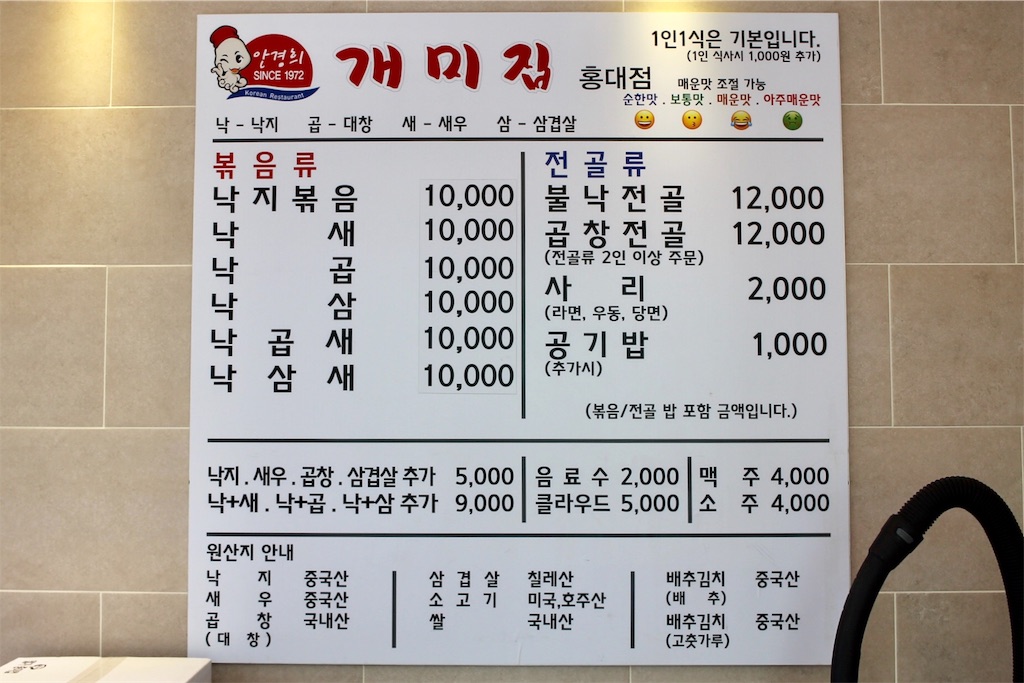 안경희
SINCE 1972
Korean Restaurant
개미집
홍대점
1인1식은 기본입니다.
(1인 식사시 1,000원 추가)
매운맛 조절 가능
순한맛 . 보통맛 . 매운맛 . 아주매운맛
낙 - 낙지 곱 - 대창 새 - 새우 삼 - 삼겹살
볶음류
낙지볶음 10,000
낙 새 10,000
낙 곱 10,000
낙 삼 10,000
낙 곱 새 10,000
낙 삼 새 10,000
전골류
불낙전골 12,000
곱창전골 12,000
(전골류 2인 이상 주문)
사 리 2,000
(라면, 우동, 당면)
공기밥 1,000
(추가시)
(볶음/전골 밥 포함 금액입니다.)
낙지 . 새우 . 곱창 . 삼겹살 추가 5,000
낙+새 . 낙+곱 . 낙+삼 추가 9,000
음료수 2,000
클라우드 5,000
맥 주 4,000
소 주 4,000
원산지 안내
낙 지 중국산
새 우 중국산
곱 창 국내산
(대 창)
삼겹살 칠레산
소고기 미국,호주산
쌀 국내산
배추김치 중국산
(배 추)
배추김치 중국산
(고춧가루)